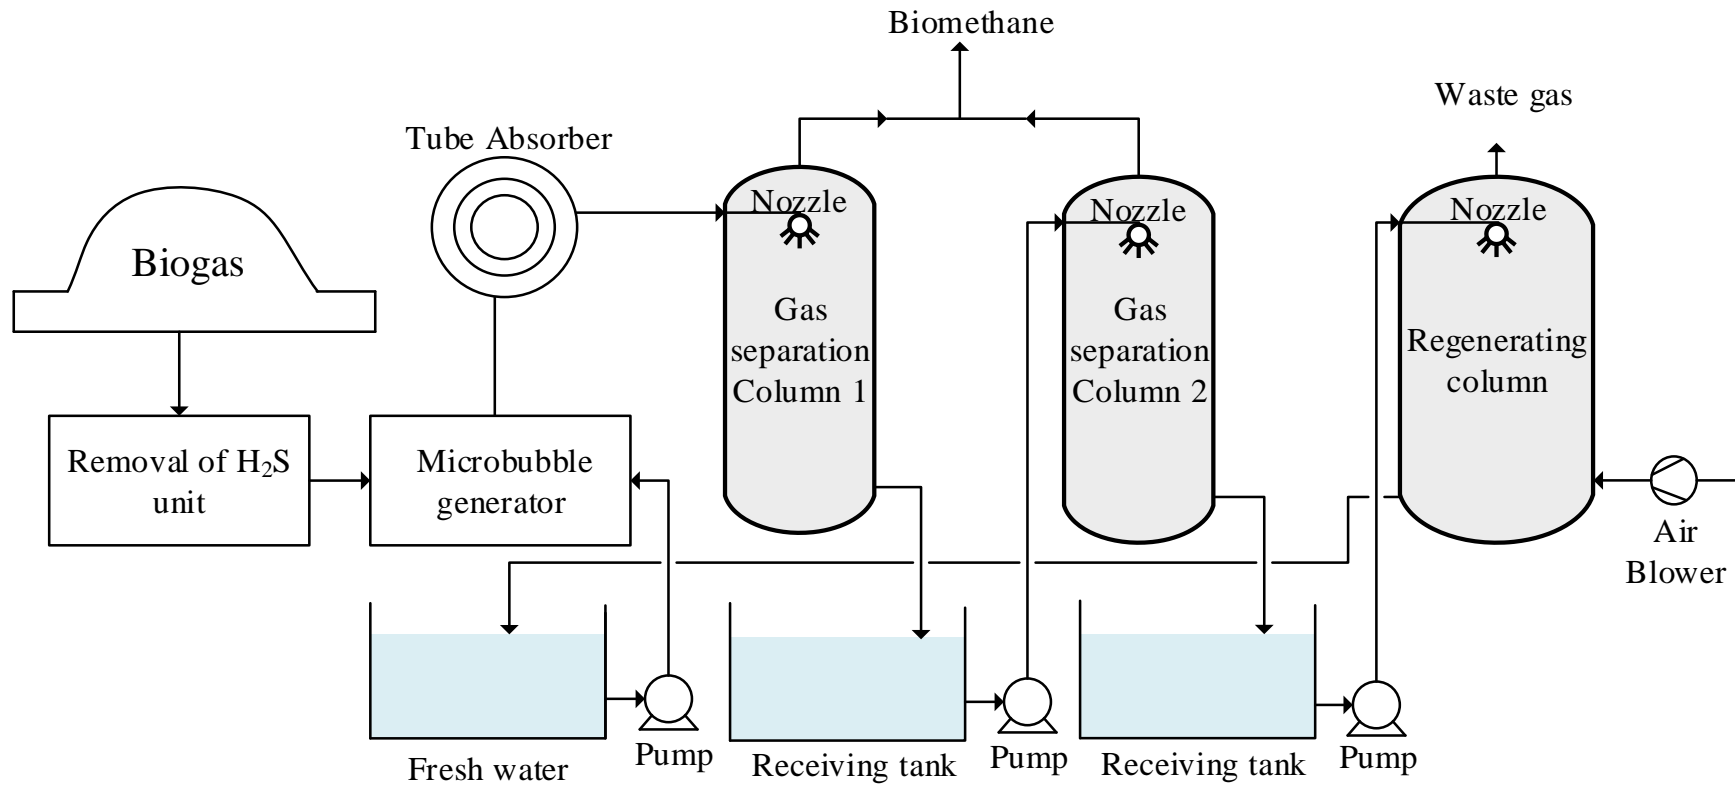 Biomethane
Waste gas
Tube Absorber
Nozzle
Nozzle
Nozzle
Biogas
Gas
separation
Column 1
Gas
separation
Column 2
Regenerating
column
Removal of H₂S
unit
Microbubble
generator
Air
Blower
Fresh water
Pump
Receiving tank
Pump
Receiving tank
Pump